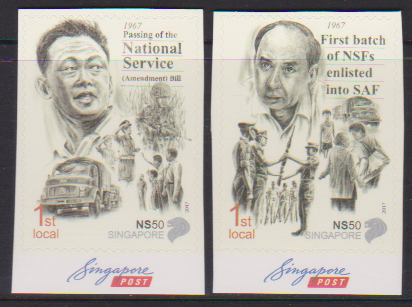 1967
Passing of the
National
Service
(Amendment) Bill
1st
local
NS50
SINGAPORE
2017
Singapore
POST
1967
First batch
of NSFs
enlisted
into SAF
1st
local
NS50
SINGAPORE
2017
Singapore
POST